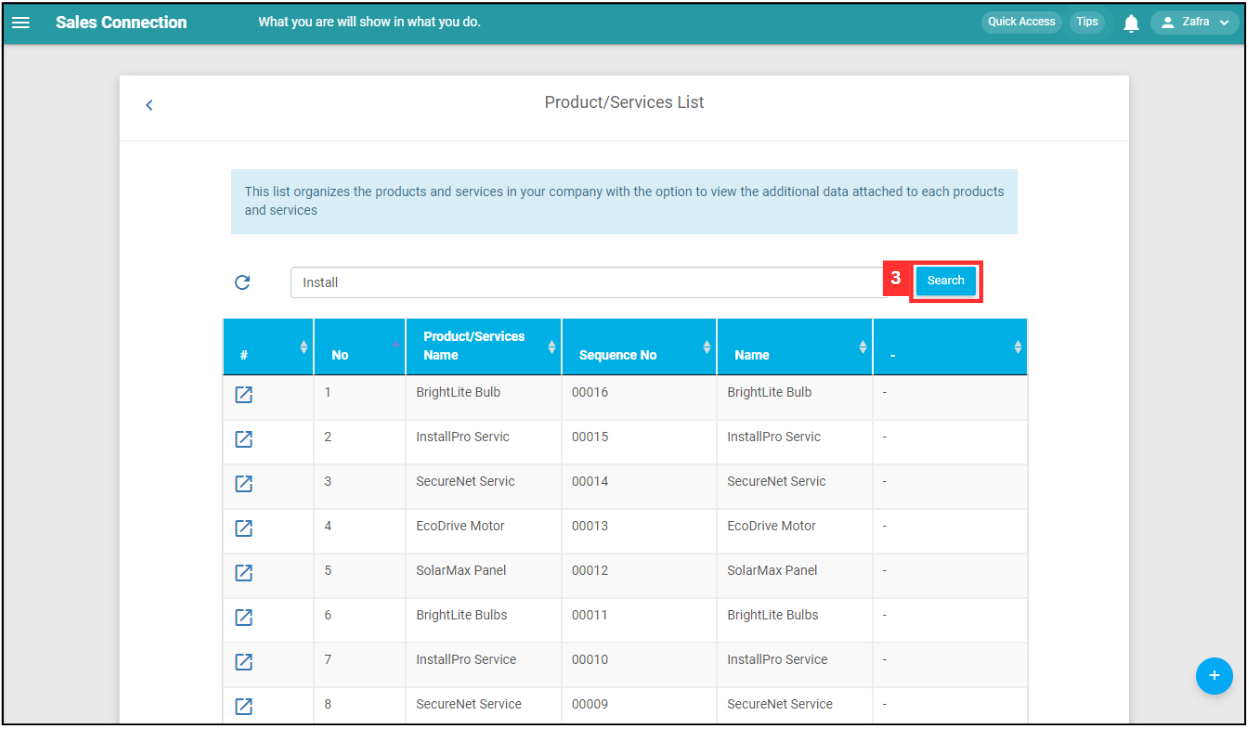 Sales Connection What you are will show in what you do. Quick Access Tips Zafra
Product/Services List
This list organizes the products and services in your company with the option to view the additional data attached to each products
and services
Install 3 Search
# No Product/Services Name Sequence No Name -
1 BrightLite Bulb 00016 BrightLite Bulb -
2 InstallPro Servic 00015 InstallPro Servic -
3 SecureNet Servic 00014 SecureNet Servic -
4 EcoDrive Motor 00013 EcoDrive Motor -
5 SolarMax Panel 00012 SolarMax Panel -
6 BrightLite Bulbs 00011 BrightLite Bulbs -
7 InstallPro Service 00010 InstallPro Service -
8 SecureNet Service 00009 SecureNet Service -
+